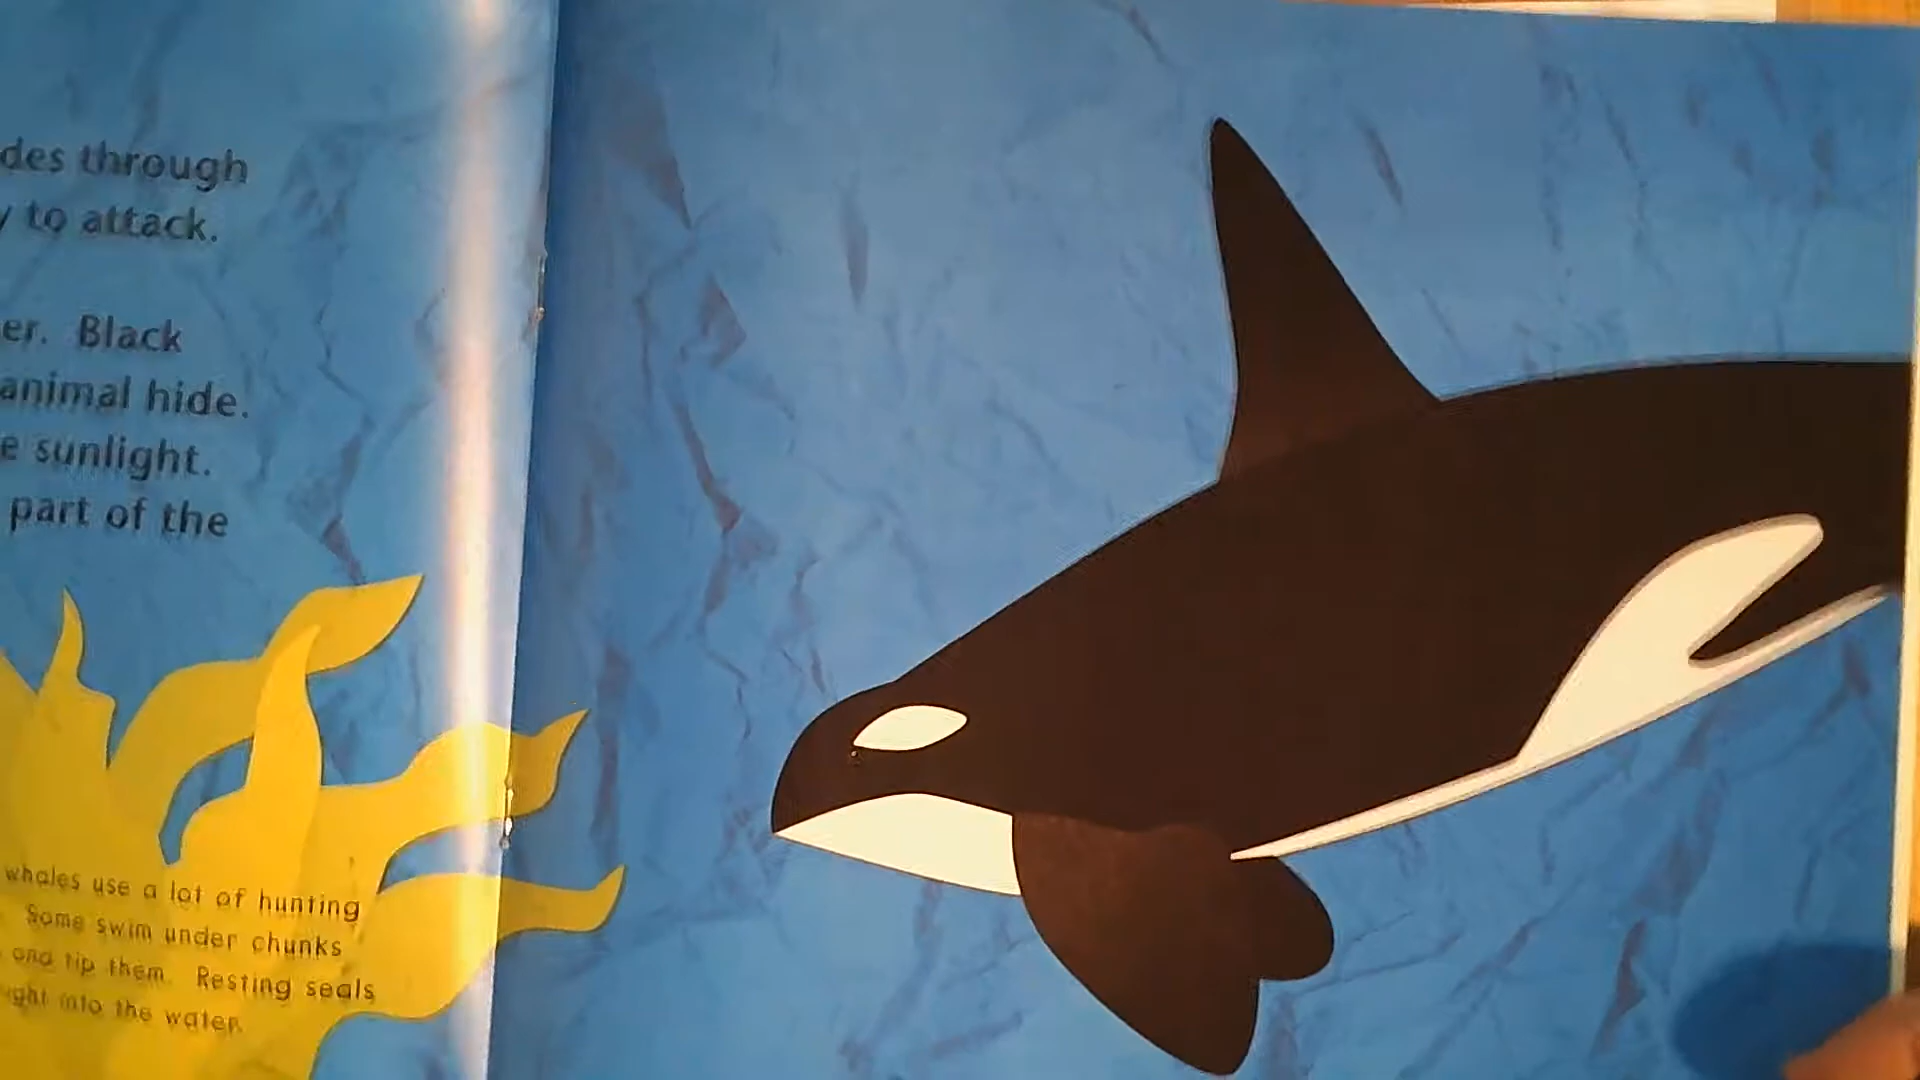 des through
y to attack.
er. Black
animal hide.
e sunlight.
part of the
whales use a lot of hunting
Some swim under chunks
and tip them. Resting seals
ught into the water.